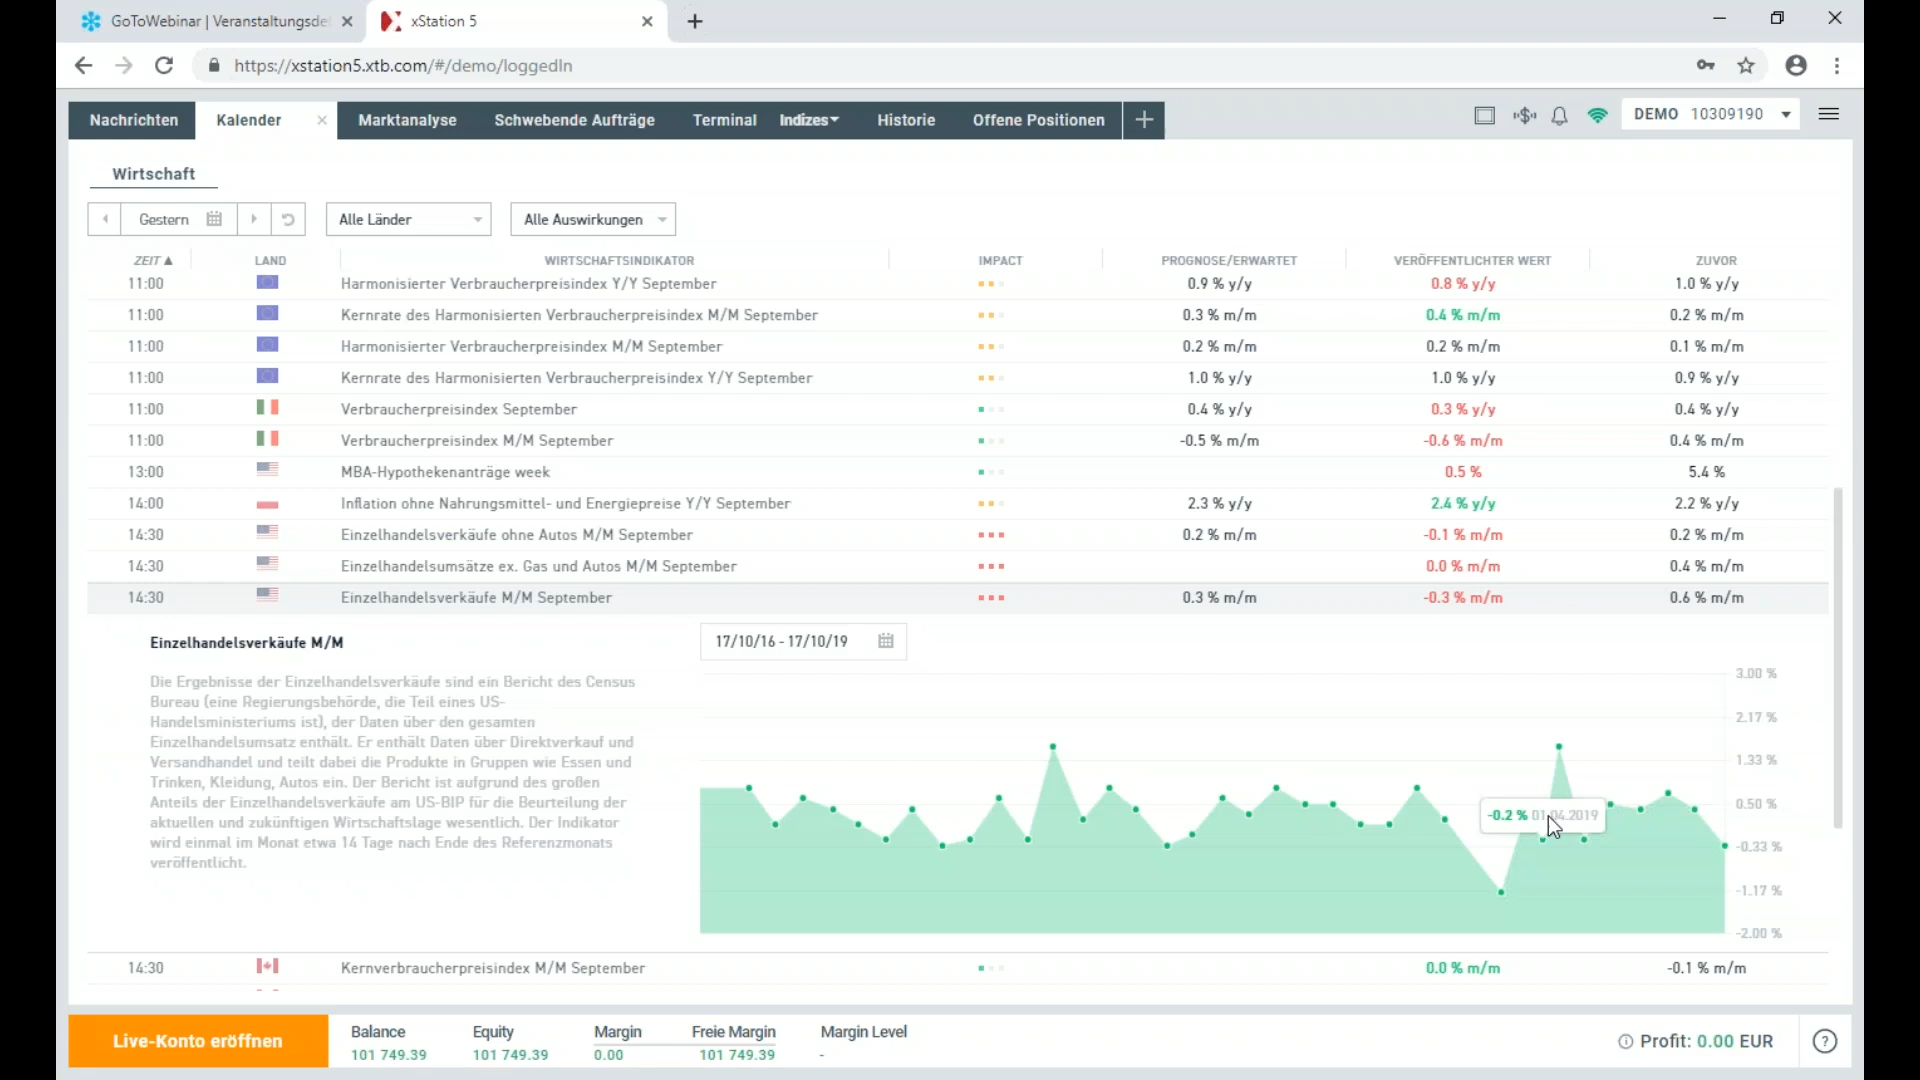 GoToWebinar | Veranstaltungsde
xStation 5
https://xstation5.xtb.com/#/demo/loggedIn
Nachrichten Kalender Marktanalyse Schwebende Aufträge Terminal Indizes Historie Offene Positionen
DEMO 10309190
Wirtschaft
Gestern Alle Länder Alle Auswirkungen
ZEIT LAND WIRTSCHAFTSINDIKATOR IMPACT PROGNOSE/ERWARTET VERÖFFENTLICHTER WERT ZUVOR
11:00 Harmonisierter Verbraucherpreisindex Y/Y September 0.9 % y/y 0.8 % y/y 1.0 % y/y
11:00 Kernrate des Harmonisierten Verbraucherpreisindex M/M September 0.3 % m/m 0.4 % m/m 0.2 % m/m
11:00 Harmonisierter Verbraucherpreisindex M/M September 0.2 % m/m 0.2 % m/m 0.1 % m/m
11:00 Kernrate des Harmonisierten Verbraucherpreisindex Y/Y September 1.0 % y/y 1.0 % y/y 0.9 % y/y
11:00 Verbraucherpreisindex September 0.4 % y/y 0.3 % y/y 0.4 % y/y
11:00 Verbraucherpreisindex M/M September -0.5 % m/m -0.6 % m/m 0.4 % m/m
13:00 MBA-Hypothekenanträge week 0.5 % 5.4 %
14:00 Inflation ohne Nahrungsmittel- und Energiepreise Y/Y September 2.3 % y/y 2.4 % y/y 2.2 % y/y
14:30 Einzelhandelsverkäufe ohne Autos M/M September 0.2 % m/m -0.1 % m/m 0.2 % m/m
14:30 Einzelhandelsumsätze ex. Gas und Autos M/M September 0.0 % m/m 0.4 % m/m
14:30 Einzelhandelsverkäufe M/M September 0.3 % m/m -0.3 % m/m 0.6 % m/m
Einzelhandelsverkäufe M/M
Die Ergebnisse der Einzelhandelsverkäufe sind ein Bericht des Census
Bureau (eine Regierungsbehörde, die Teil eines US-
Handelsministeriums ist), der Daten über den gesamten
Einzelhandelsumsatz enthält. Er enthält Daten über Direktverkauf und
Versandhandel und teilt dabei die Produkte in Gruppen wie Essen und
Trinken, Kleidung, Autos ein. Der Bericht ist aufgrund des großen
Anteils der Einzelhandelsverkäufe am US-BIP für die Beurteilung der
aktuellen und zukünftigen Wirtschaftslage wesentlich. Der Indikator
wird einmal im Monat etwa 14 Tage nach Ende des Referenzmonats
veröffentlicht.
17/10/16 - 17/10/19
3.00 %
2.17 %
1.33 %
0.50 %
-0.2 % 01.04.2019
-0.33 %
-1.17 %
-2.00 %
14:30 Kernverbraucherpreisindex M/M September 0.0 % m/m -0.1 % m/m
Live-Konto eröffnen
Balance Equity Margin Freie Margin Margin Level
101 749.39 101 749.39 0.00 101 749.39 -
Profit: 0.00 EUR